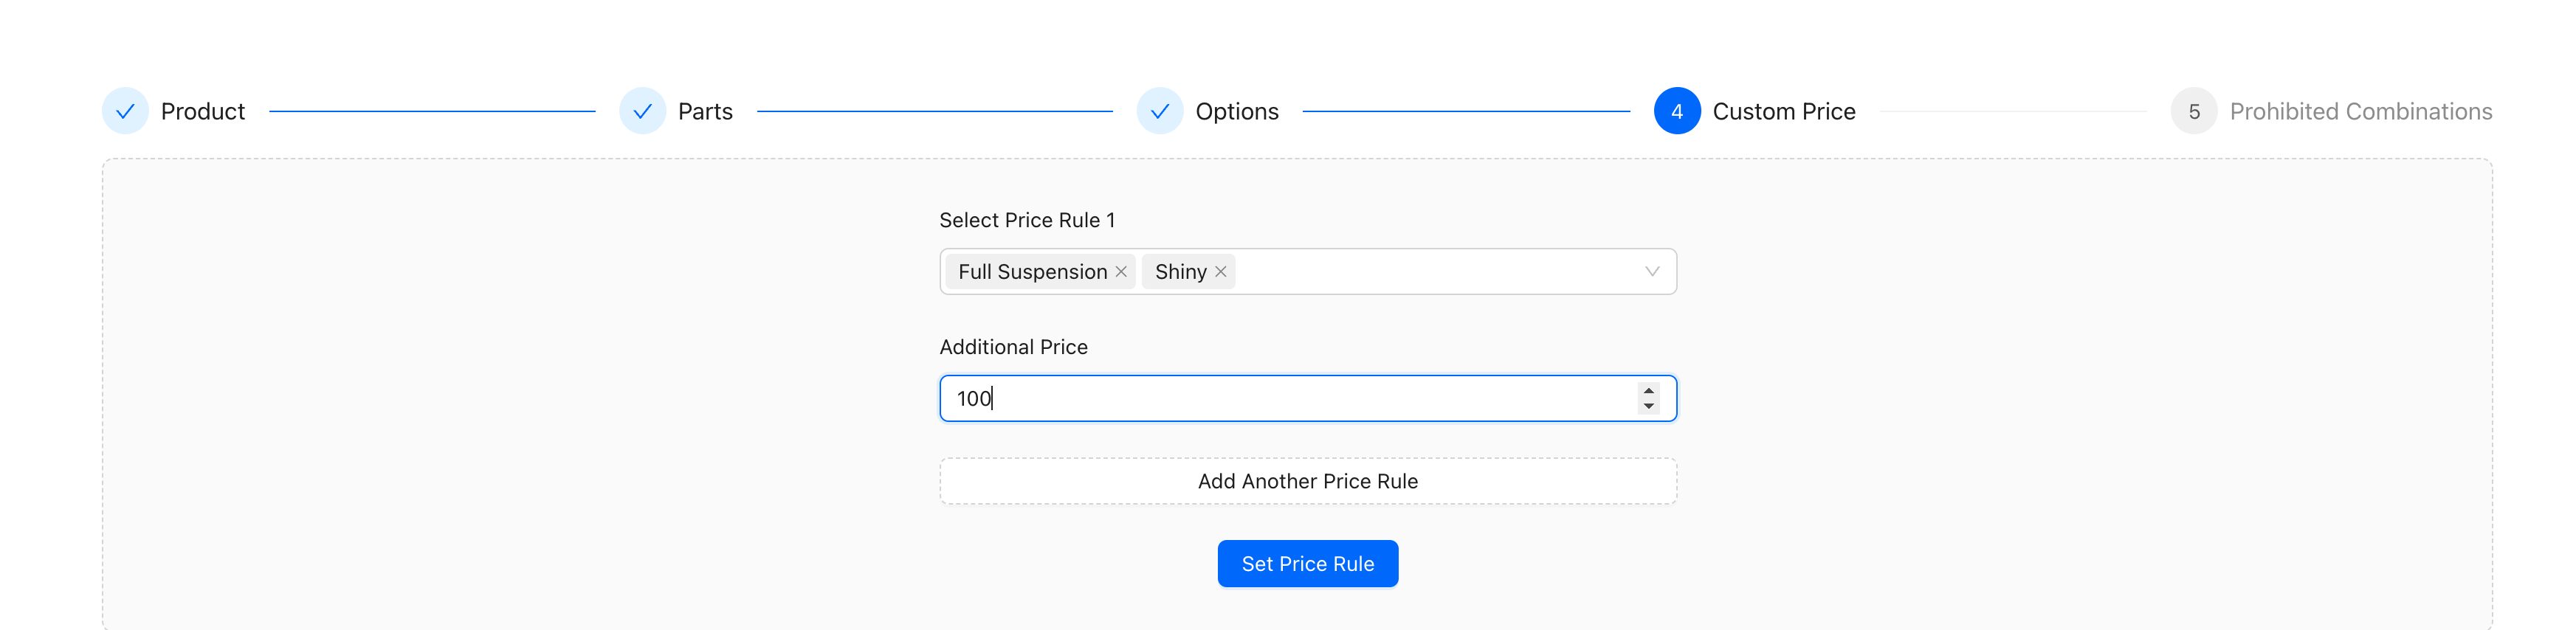 Product Parts Options 4 Custom Price 5 Prohibited Combinations
Select Price Rule 1
Full Suspension Shiny
Additional Price
100
Add Another Price Rule
Set Price Rule